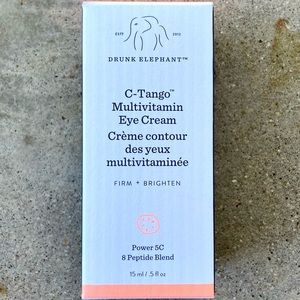 ESTD 2012
DRUNK ELEPHANT™
C-Tango™
Multivitamin
Eye Cream
Crème contour
des yeux
multivitaminée
FIRM + BRIGHTEN
Power 5C
8 Peptide Blend
15 ml / .5 fl oz